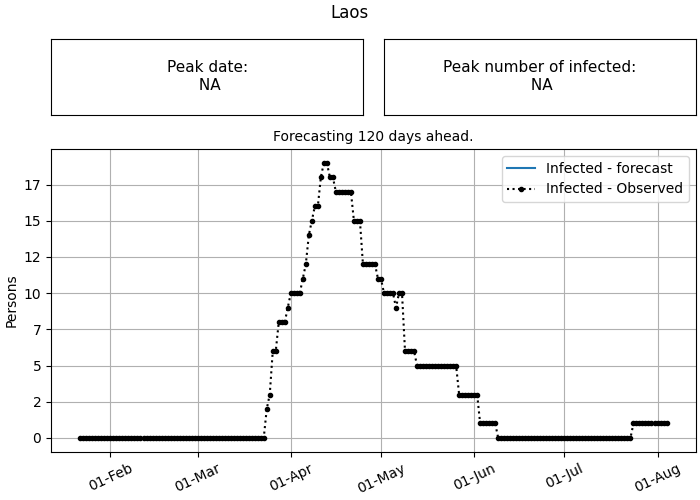 Laos
Peak date:
NA
Peak number of infected:
NA
Forecasting 120 days ahead.
Infected - forecast
Infected - Observed
Persons
17
15
12
10
7
5
2
0
01-Feb
01-Mar
01-Apr
01-May
01-Jun
01-Jul
01-Aug